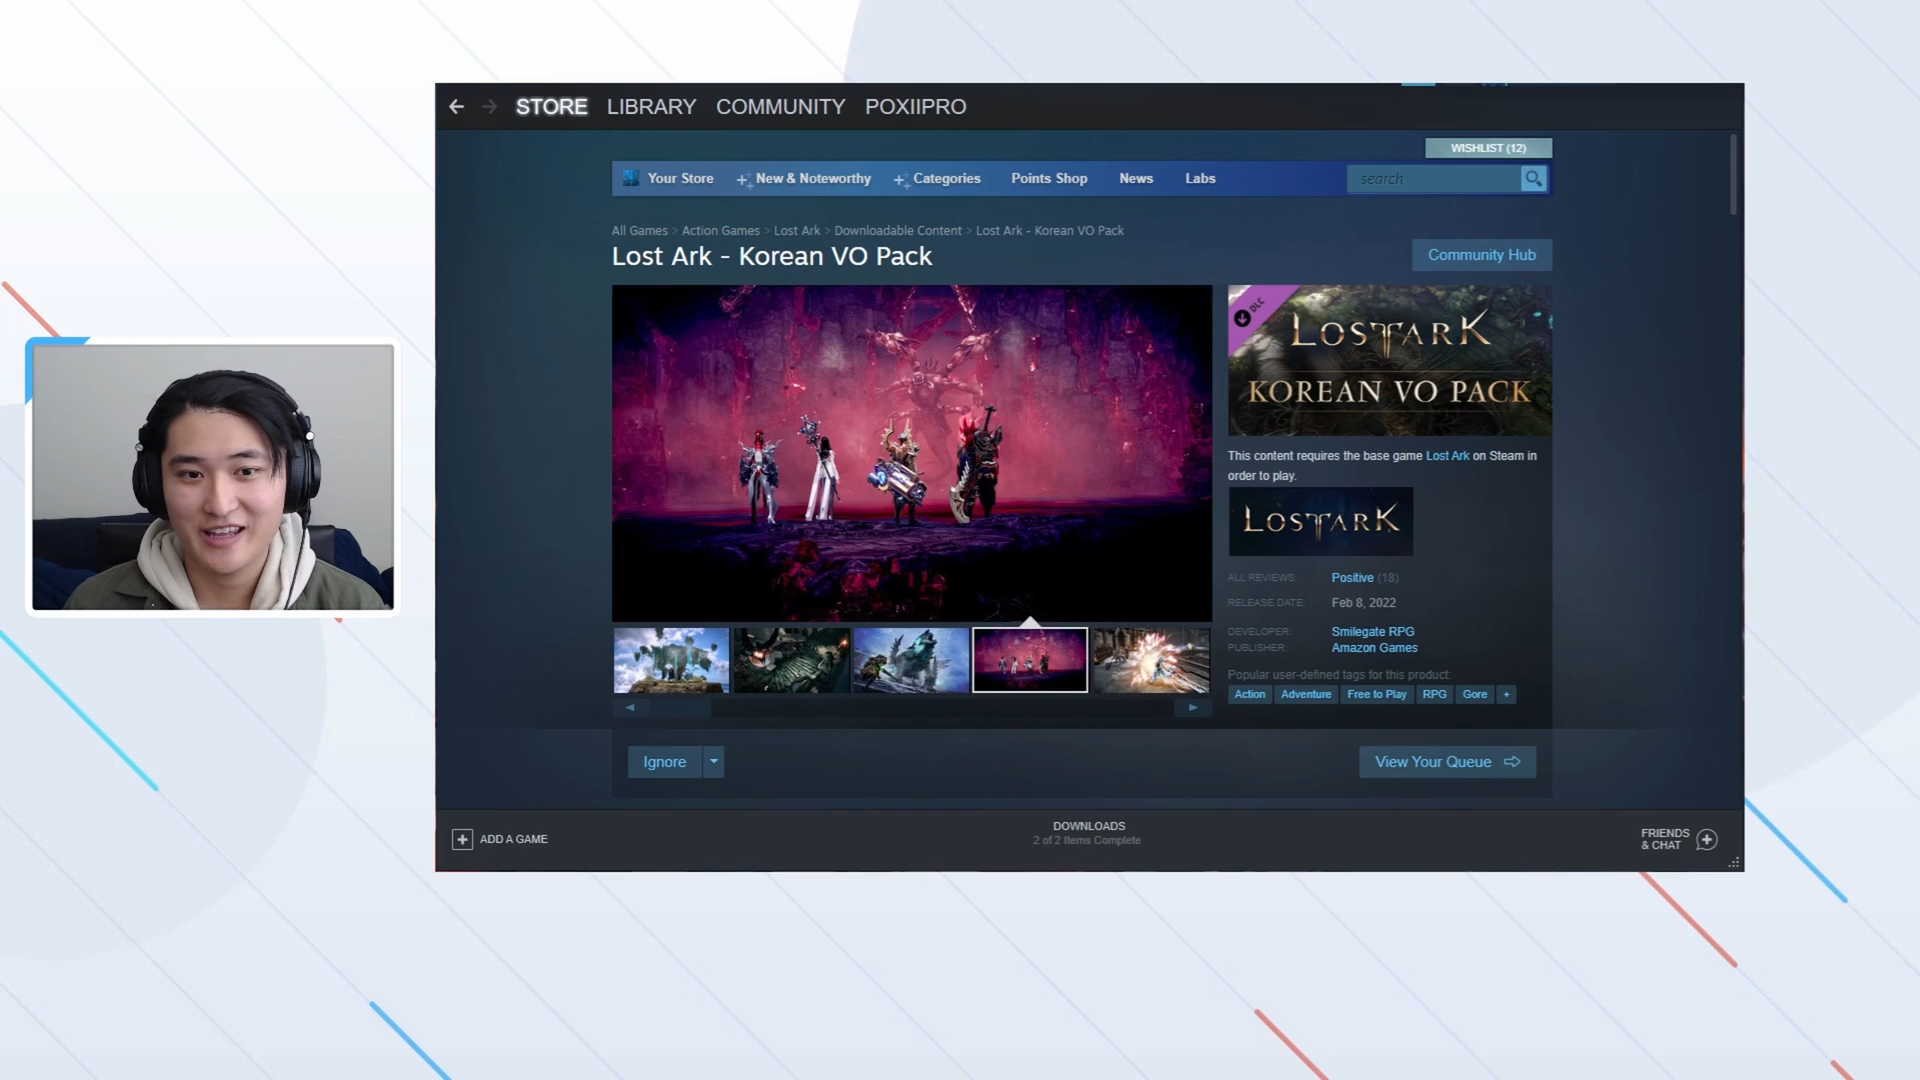 STORE LIBRARY COMMUNITY POXIIPRO
WISHLIST (12)
Your Store New & Noteworthy Categories Points Shop News Labs search
All Games > Action Games > Lost Ark > Downloadable Content > Lost Ark - Korean VO Pack
Lost Ark - Korean VO Pack
Community Hub
DLC
LOST ARK
KOREAN VO PACK
This content requires the base game Lost Ark on Steam in
order to play.
LOST ARK
ALL REVIEWS: Positive (18)
RELEASE DATE: Feb 8, 2022
DEVELOPER: Smilegate RPG
PUBLISHER: Amazon Games
Popular user-defined tags for this product:
Action Adventure Free to Play RPG Gore +
Ignore
View Your Queue
ADD A GAME
DOWNLOADS
2 of 2 Items Complete
FRIENDS
& CHAT